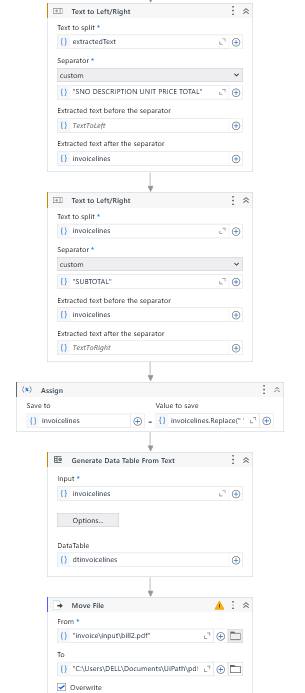 Text to Left/Right
Text to split *
extractedText
Separator *
custom
"SNO DESCRIPTION UNIT PRICE TOTAL"
Extracted text before the separator
TextToLeft
Extracted text after the separator
invoicelines
Text to Left/Right
Text to split *
invoicelines
Separator *
custom
"SUBTOTAL"
Extracted text before the separator
invoicelines
Extracted text after the separator
TextToRight
Assign
Save to Value to save
invoicelines = invoicelines.Replace(" '
Generate Data Table From Text
Input *
invoicelines
Options...
DataTable
dtinvoicelines
Move File
From *
"invoice\input\bill2.pdf"
To
"C:\Users\DELL\Documents\UiPath\pdf
Overwrite